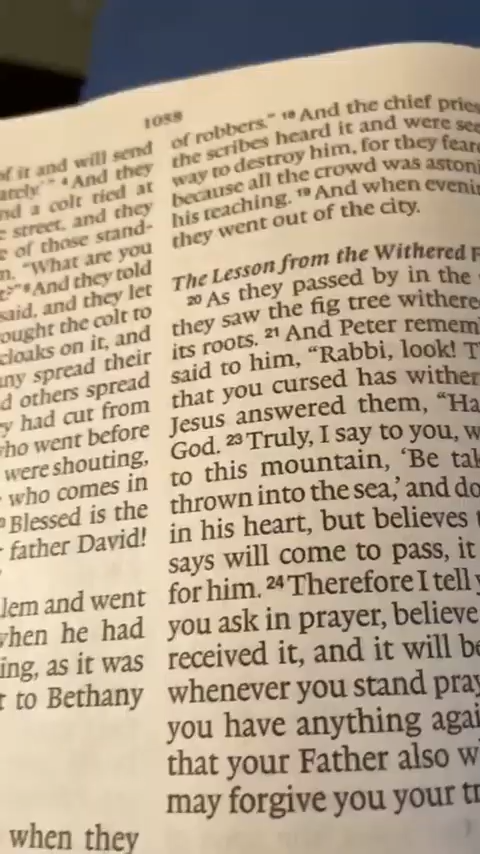 1088
of it and will send
And they
nd a colt tied at
street, and they
e of those stand-
"What are you
And they told
said, and they let
ought the colt to
cloaks on it, and
ny spread their
d others spread
y had cut from
ho went before
were shouting,
who comes in
Blessed is the
father David!
lem and went
when he had
ing, as it was
t to Bethany
when they
of robbers." 18 And the chief pries
the scribes heard it and were see
way to destroy him, for they feare
because all the crowd was astoni
his teaching. 19 And when eveni
they went out of the city.
The Lesson from the Withered F
20 As they passed by in the
they saw the fig tree withere
its roots. 21 And Peter remem
said to him, "Rabbi, look! T
that you cursed has wither
Jesus answered them, "Ha
God. 23 Truly, I say to you, w
to this mountain, 'Be tak
thrown into the sea,' and do
in his heart, but believes t
says will come to pass, it
for him. 24 Therefore I tell y
you ask in prayer, believe
received it, and it will be
whenever you stand pray
you have anything agai
that your Father also w
may forgive you your tr